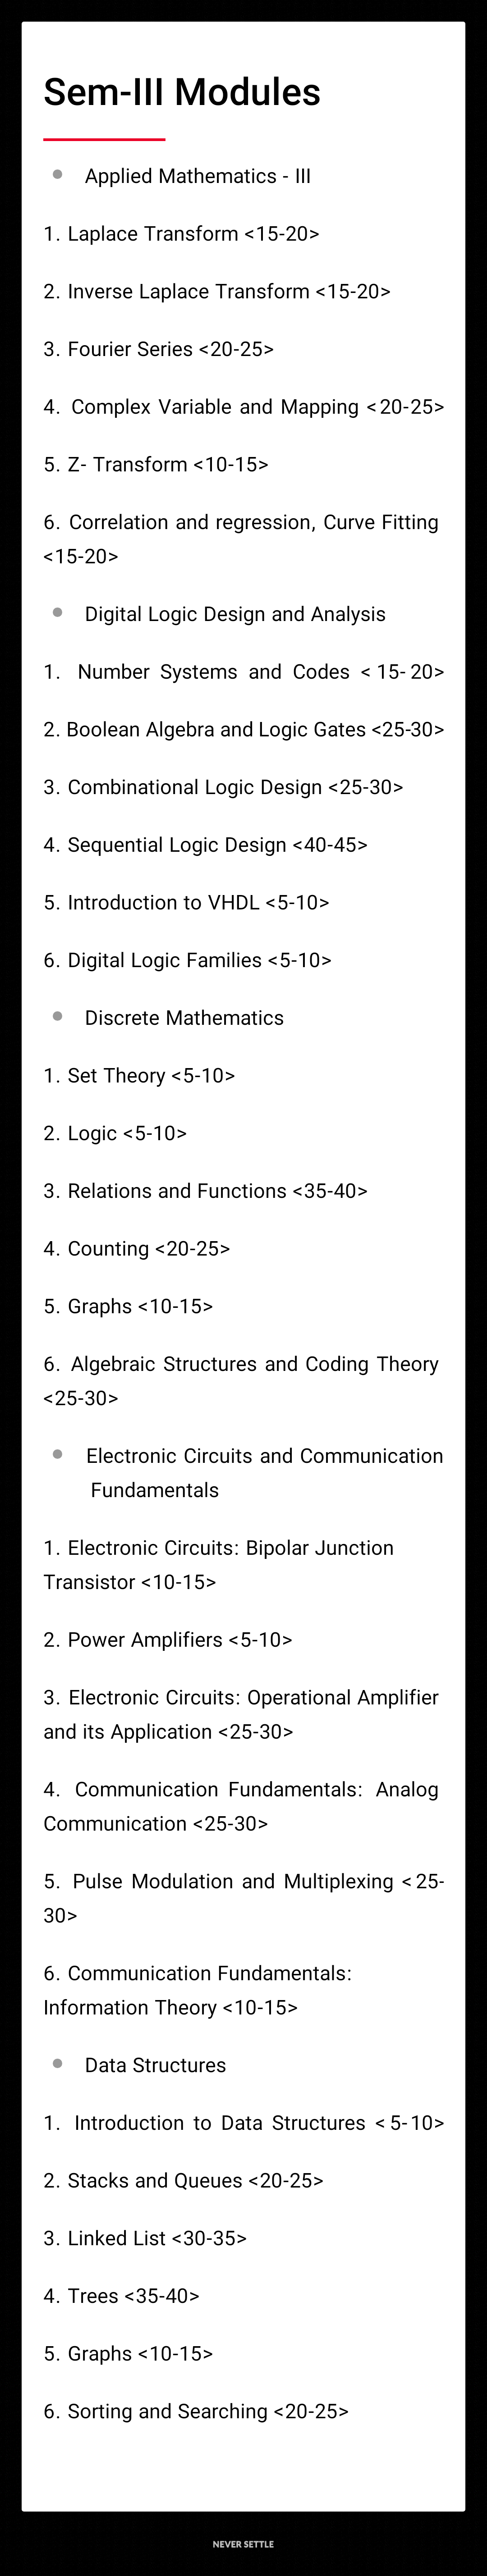 Sem-III Modules
Applied Mathematics - III
1. Laplace Transform <15-20>
2. Inverse Laplace Transform <15-20>
3. Fourier Series <20-25>
4. Complex Variable and Mapping <20-25>
5. Z- Transform <10-15>
6. Correlation and regression, Curve Fitting
<15-20>
Digital Logic Design and Analysis
1. Number Systems and Codes < 15- 20>
2. Boolean Algebra and Logic Gates <25-30>
3. Combinational Logic Design <25-30>
4. Sequential Logic Design <40-45>
5. Introduction to VHDL <5-10>
6. Digital Logic Families <5-10>
Discrete Mathematics
1. Set Theory <5-10>
2. Logic <5-10>
3. Relations and Functions <35-40>
4. Counting <20-25>
5. Graphs <10-15>
6. Algebraic Structures and Coding Theory
<25-30>
Electronic Circuits and Communication
Fundamentals
1. Electronic Circuits: Bipolar Junction
Transistor <10-15>
2. Power Amplifiers <5-10>
3. Electronic Circuits: Operational Amplifier
and its Application <25-30>
4. Communication Fundamentals: Analog
Communication <25-30>
5. Pulse Modulation and Multiplexing <25-
30>
6. Communication Fundamentals:
Information Theory <10-15>
Data Structures
1. Introduction to Data Structures <5-10>
2. Stacks and Queues <20-25>
3. Linked List <30-35>
4. Trees <35-40>
5. Graphs <10-15>
6. Sorting and Searching <20-25>
NEVER SETTLE